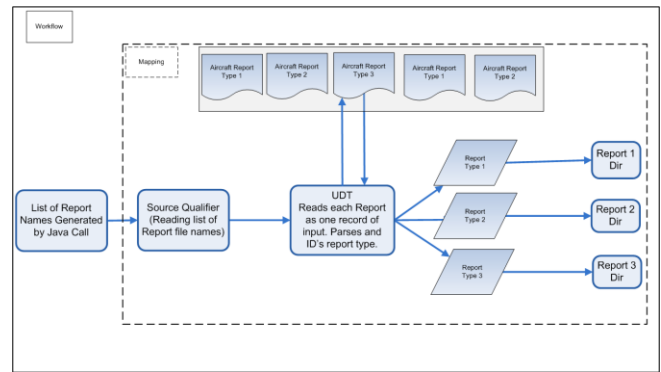 Workflow
Mapping
Aircraft Report
Type 1
Aircraft Report
Type 2
Aircraft Report
Type 3
Aircraft Report
Type 1
Aircraft Report
Type 2
List of Report
Names Generated
by Java Call
Source Qualifier
(Reading list of
Report file names)
UDT
Reads each Report
as one record of
input. Parses and
ID's report type.
Report
Type 1
Report 1
Dir
Report
Type 2
Report 2
Dir
Report
Type 3
Report 3
Dir